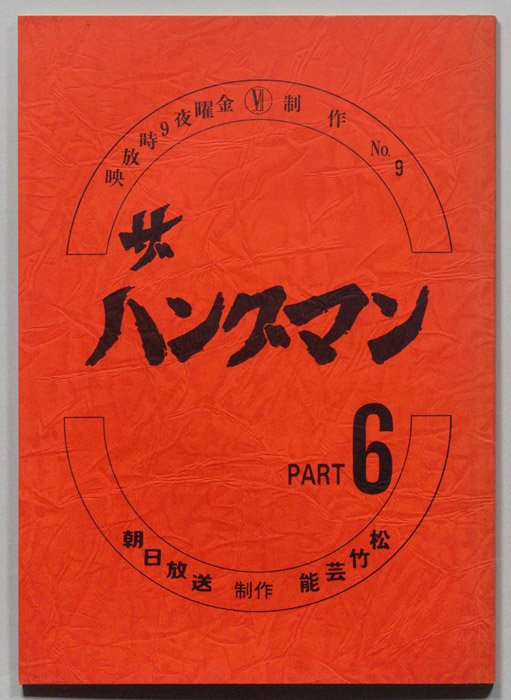 金曜夜9時放映
Ⅶ 制作 No.9
ザ
ハングマン
PART 6
朝日放送 制作 松竹芸能